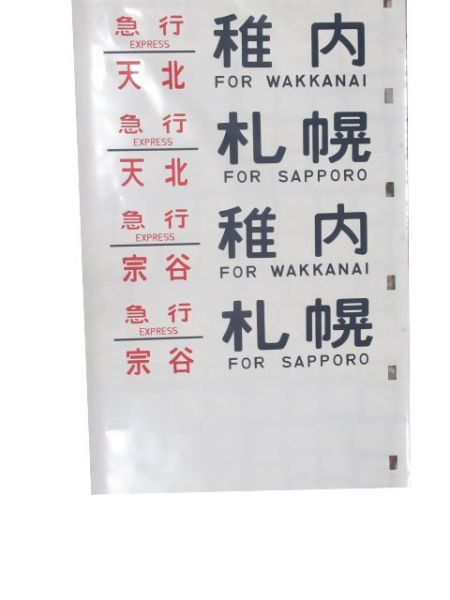 急行 稚内
EXPRESS
天北 FOR WAKKANAI
急行 札幌
EXPRESS
天北 FOR SAPPORO
急行 稚内
EXPRESS
宗谷 FOR WAKKANAI
急行 札幌
EXPRESS
宗谷 FOR SAPPORO